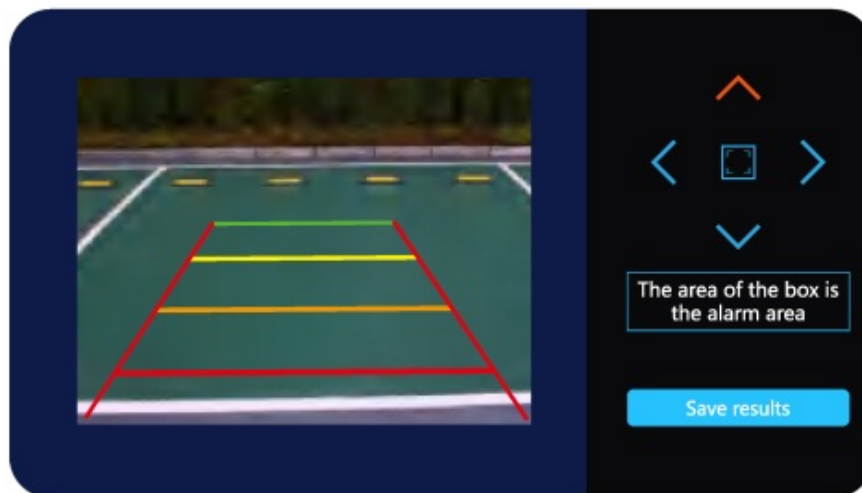 The area of the box is
the alarm area
Save results